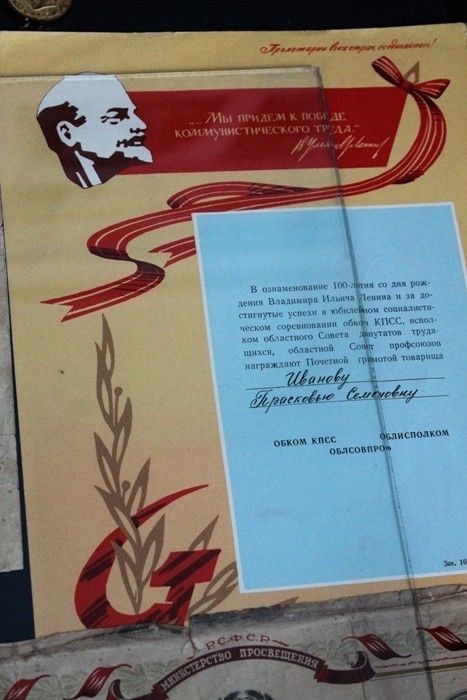 Пролетарии всех стран, соединяйтесь!
„...Мы придем к победе
коммунистического труда."
В. Ульянов (Ленин)
В ознаменование 100-летия со дня рож-
дения Владимира Ильича Ленина и за до-
стигнутые успехи в юбилейном социалисти-
ческом соревновании обком КПСС, испол-
ком областного Совета депутатов трудя-
щихся, областной Совет профсоюзов
награждают Почетной грамотой товарища
Иванову
Прасковью Семеновну
ОБКОМ КПСС ОБЛИСПОЛКОМ
ОБЛСОВПРОФ
Зак. 16
Р.С.Ф.С.Р.
МИНИСТЕРСТВО ПРОСВЕЩЕНИЯ